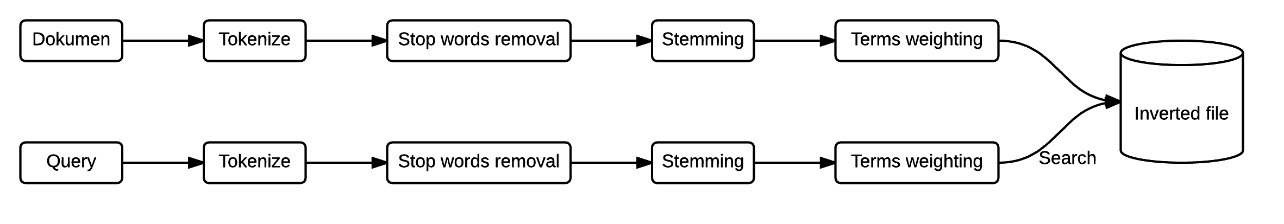 Dokumen
Tokenize
Stop words removal
Stemming
Terms weighting
Inverted file
Query
Tokenize
Stop words removal
Stemming
Terms weighting
Search